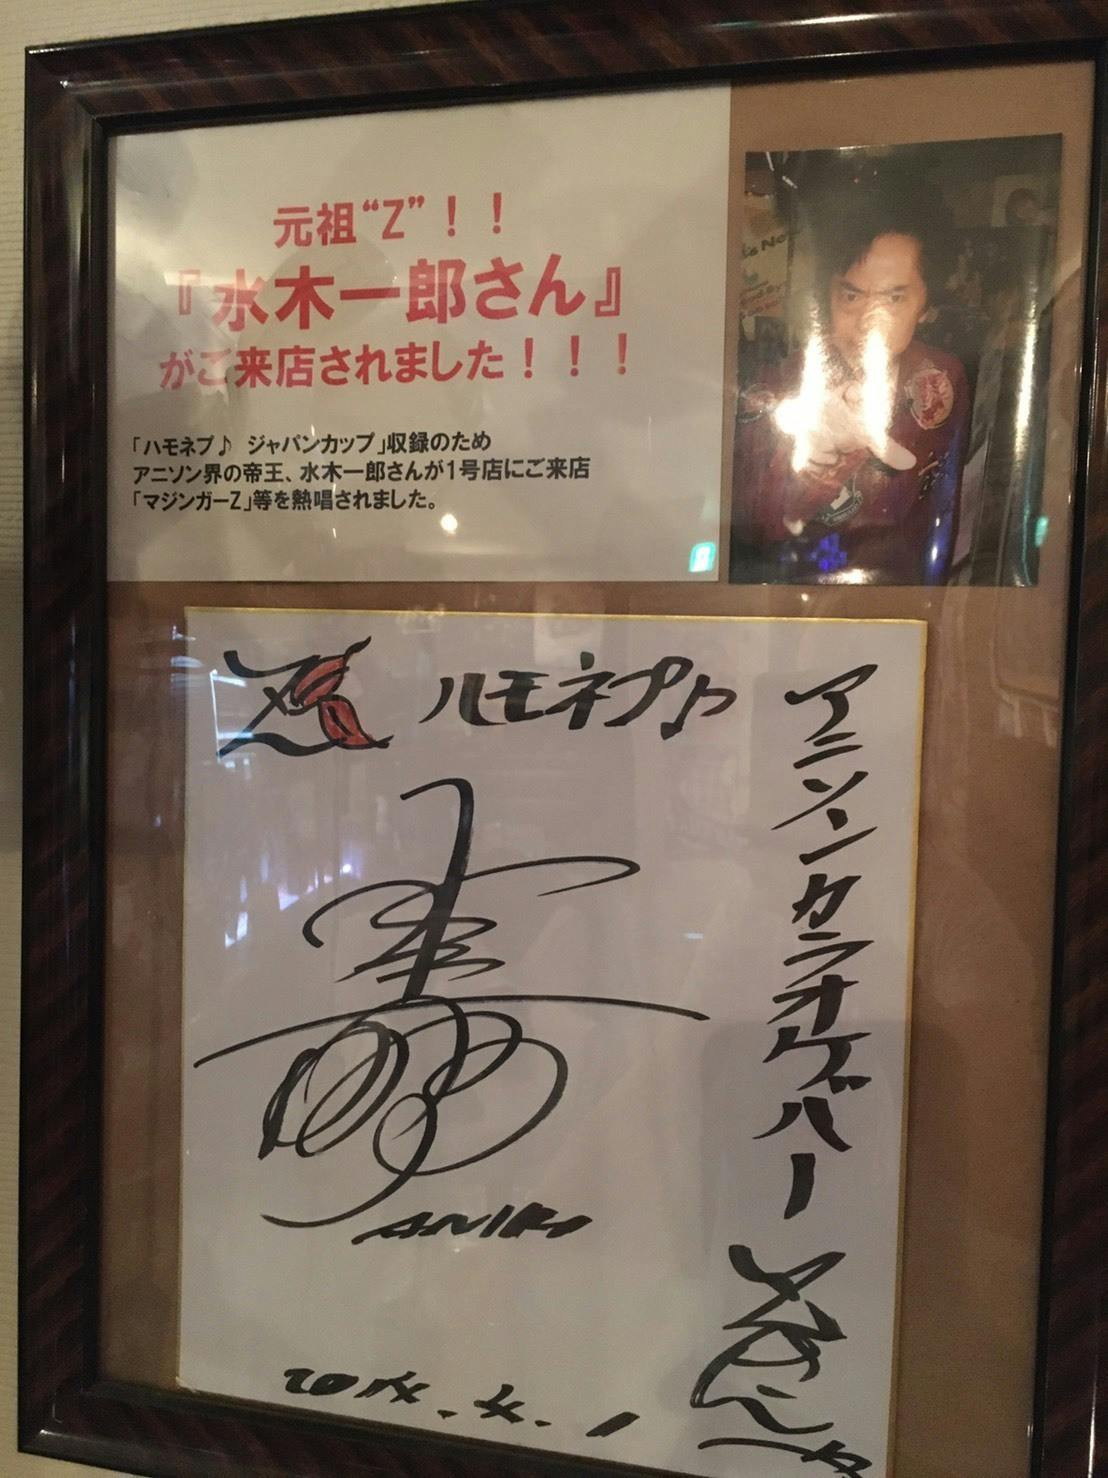 元祖“Z”！！
『水木一郎さん』
がご来店されました！！！
「ハモネプ♪ ジャパンカップ」収録のため
アニソン界の帝王、水木一郎さんが1号店にご来店
「マジンガーZ」等を熱唱されました。
Z ハモネプ♪
アニソンカラオケバー
ANIKI